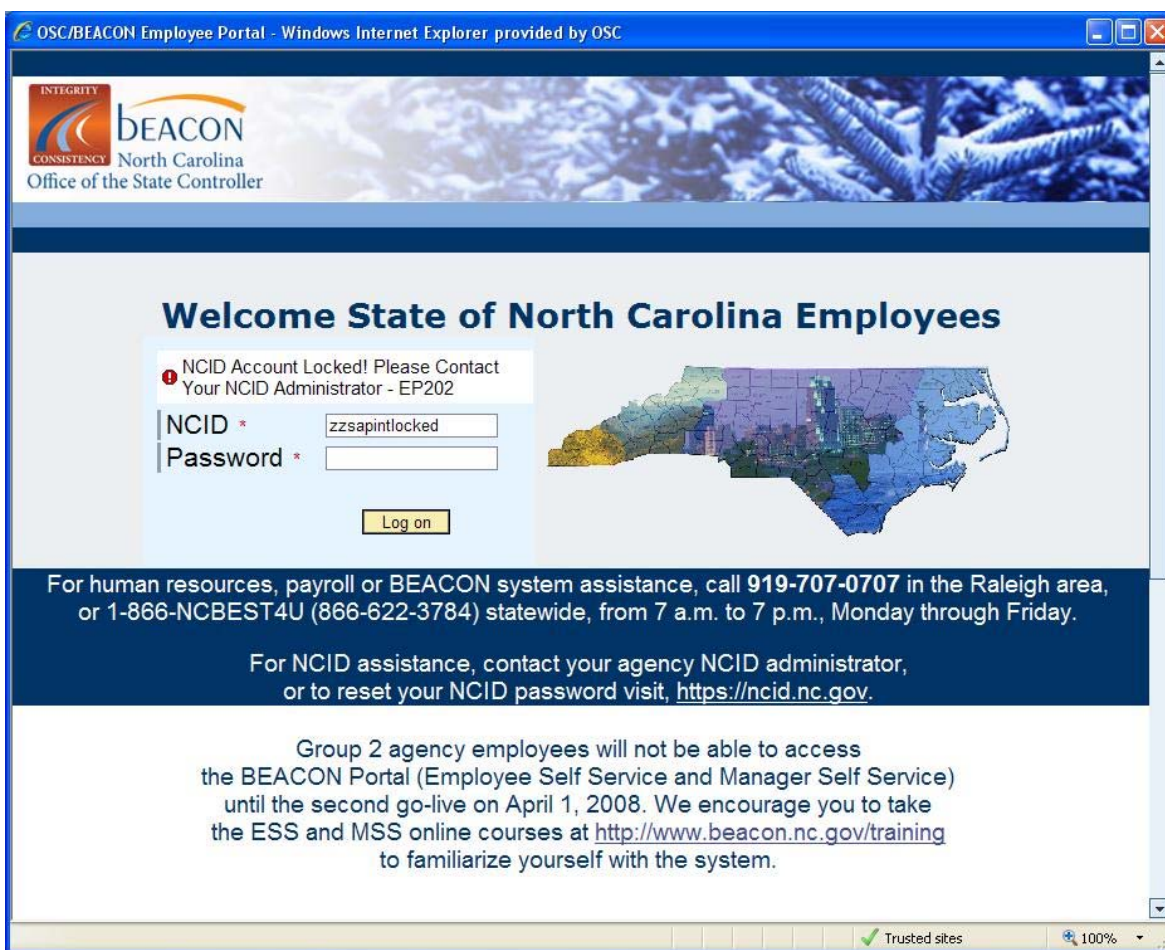 OSC/BEACON Employee Portal - Windows Internet Explorer provided by OSC
INTEGRITY
CONSISTENCY
bEACON
North Carolina
Office of the State Controller
Welcome State of North Carolina Employees
NCID Account Locked! Please Contact
Your NCID Administrator - EP202
NCID * zzsapintlocked
Password *
Log on
For human resources, payroll or BEACON system assistance, call 919-707-0707 in the Raleigh area,
or 1-866-NCBEST4U (866-622-3784) statewide, from 7 a.m. to 7 p.m., Monday through Friday.
For NCID assistance, contact your agency NCID administrator,
or to reset your NCID password visit, https://ncid.nc.gov.
Group 2 agency employees will not be able to access
the BEACON Portal (Employee Self Service and Manager Self Service)
until the second go-live on April 1, 2008. We encourage you to take
the ESS and MSS online courses at http://www.beacon.nc.gov/training
to familiarize yourself with the system.
Trusted sites
100%